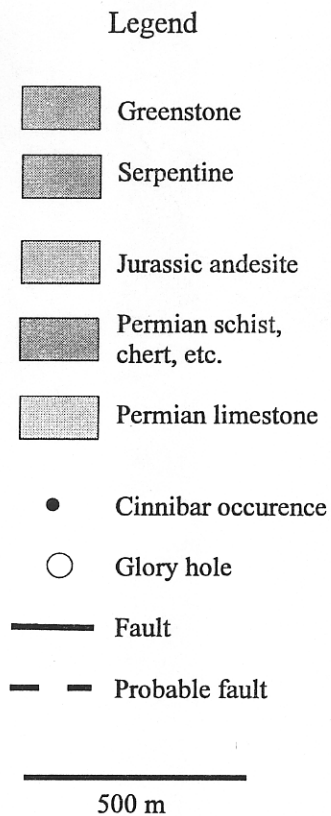 Legend
Greenstone
Serpentine
Jurassic andesite
Permian schist,
chert, etc.
Permian limestone
Cinnibar occurence
Glory hole
Fault
Probable fault
500 m